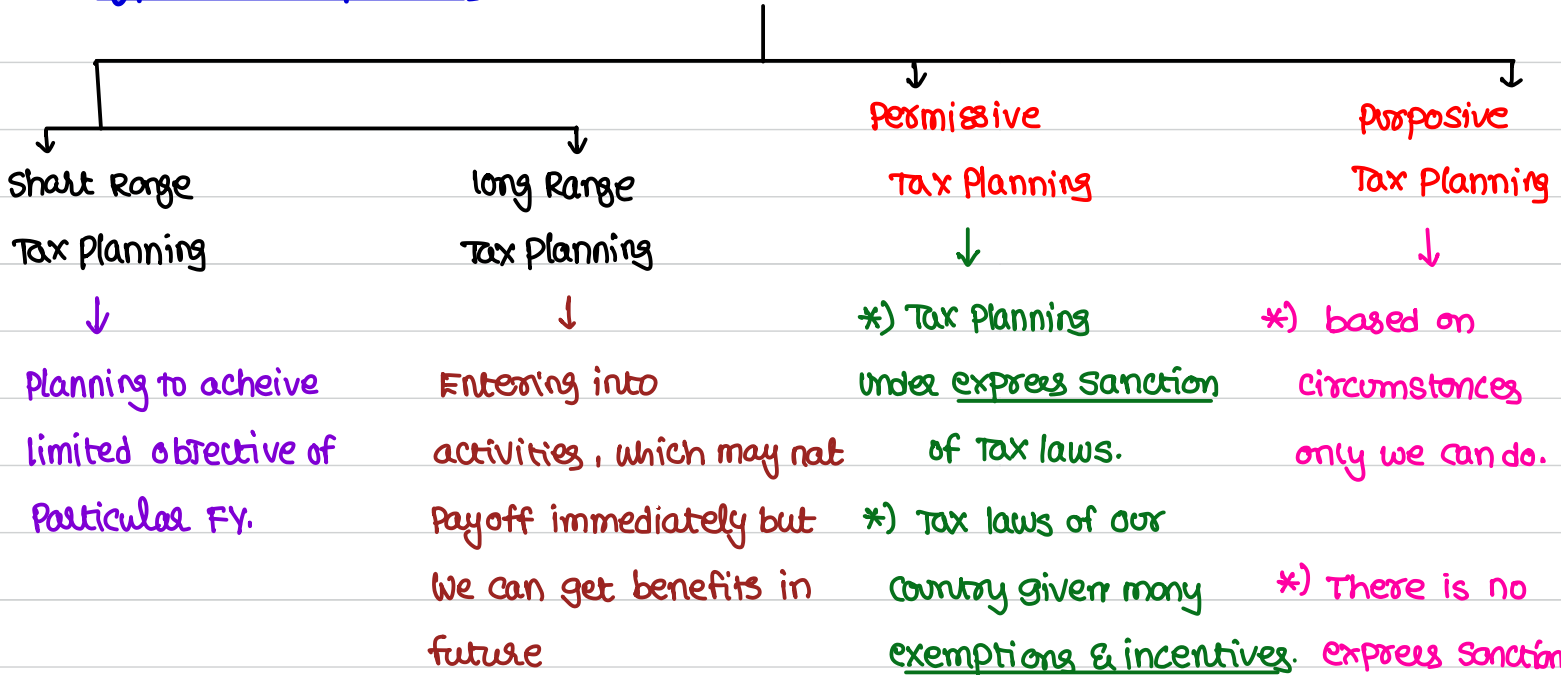 Permissive
Tax Planning
Purposive
Tax Planning
Short Range
Tax Planning
long Range
Tax Planning
Planning to acheive
limited objective of
Particular FY.
Entering into
activities, which may not
Payoff immediately but
we can get benefits in
future
*) Tax Planning
under express sanction
of Tax laws.
*) Tax laws of our
country given many
exemptions & incentives.
*) based on
circumstances
only we can do.
*) There is no
express sanction